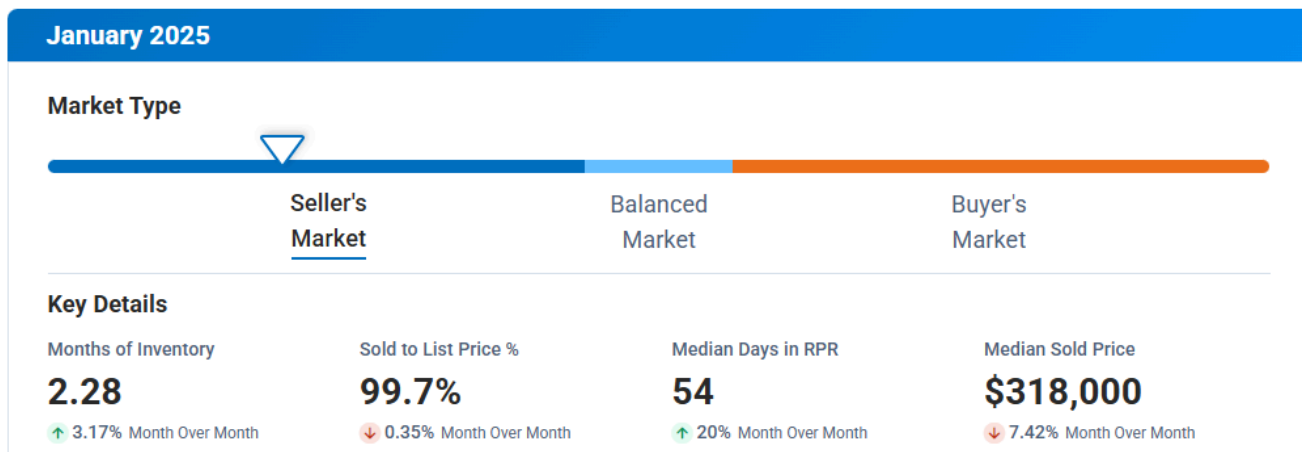 January 2025
Market Type
Seller's
Market
Balanced
Market
Buyer's
Market
Key Details
Months of Inventory
2.28
↑ 3.17% Month Over Month
Sold to List Price %
99.7%
↓ 0.35% Month Over Month
Median Days in RPR
54
↑ 20% Month Over Month
Median Sold Price
$318,000
↓ 7.42% Month Over Month